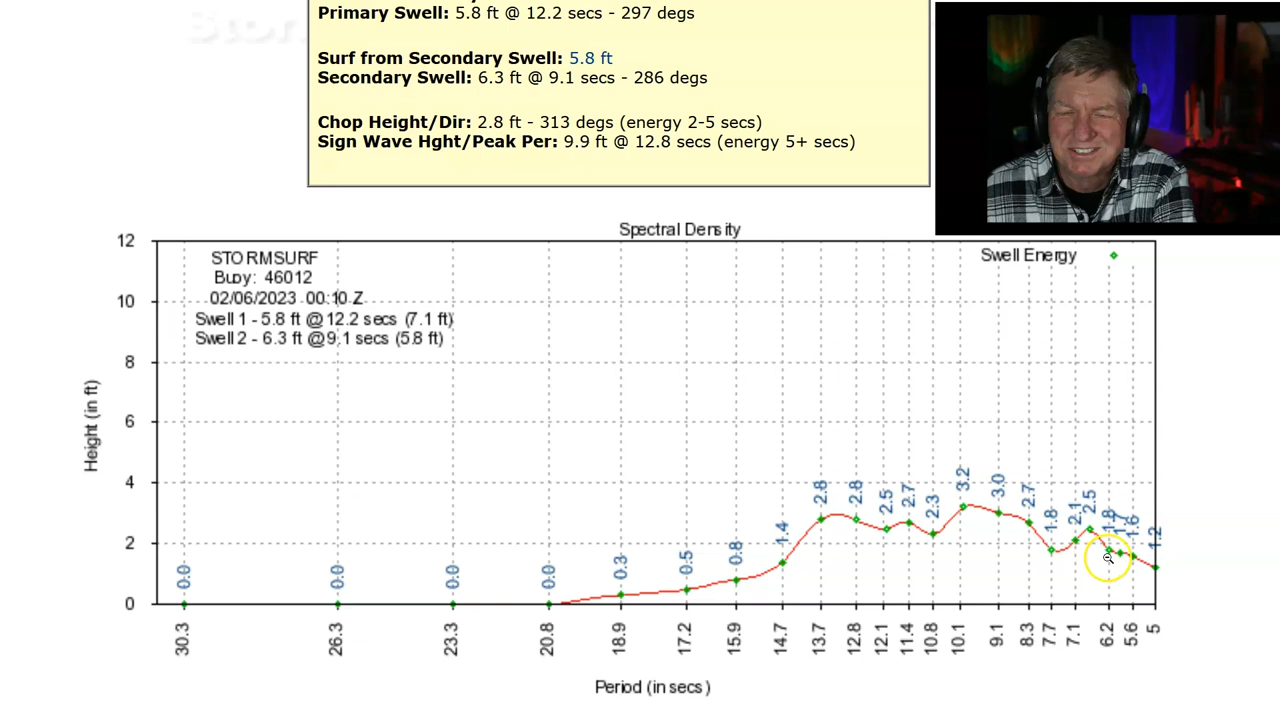 Primary Swell: 5.8 ft @ 12.2 secs - 297 degs
Surf from Secondary Swell: 5.8 ft
Secondary Swell: 6.3 ft @ 9.1 secs - 286 degs
Chop Height/Dir: 2.8 ft - 313 degs (energy 2-5 secs)
Sign Wave Hght/Peak Per: 9.9 ft @ 12.8 secs (energy 5+ secs)
Spectral Density
STORMSURF
Buoy: 46012
02/06/2023 00:10 Z
Swell 1 - 5.8 ft @ 12.2 secs (7.1 ft)
Swell 2 - 6.3 ft @ 9.1 secs (5.8 ft)
Swell Energy
12
10
8
6
4
2
0
Height (in ft)
0.0 0.0 0.0 0.0 0.3 0.5 0.8 1.4 2.8 2.8 2.5 2.7 2.3 3.2 3.0 2.7 1.8 2.1 2.5 1.8 1.6 1.2
30.3 26.3 23.3 20.8 18.9 17.2 15.9 14.7 13.7 12.8 12.1 11.4 10.8 10.1 9.1 8.3 7.7 7.1 6.2 5.6 5
Period (in secs)